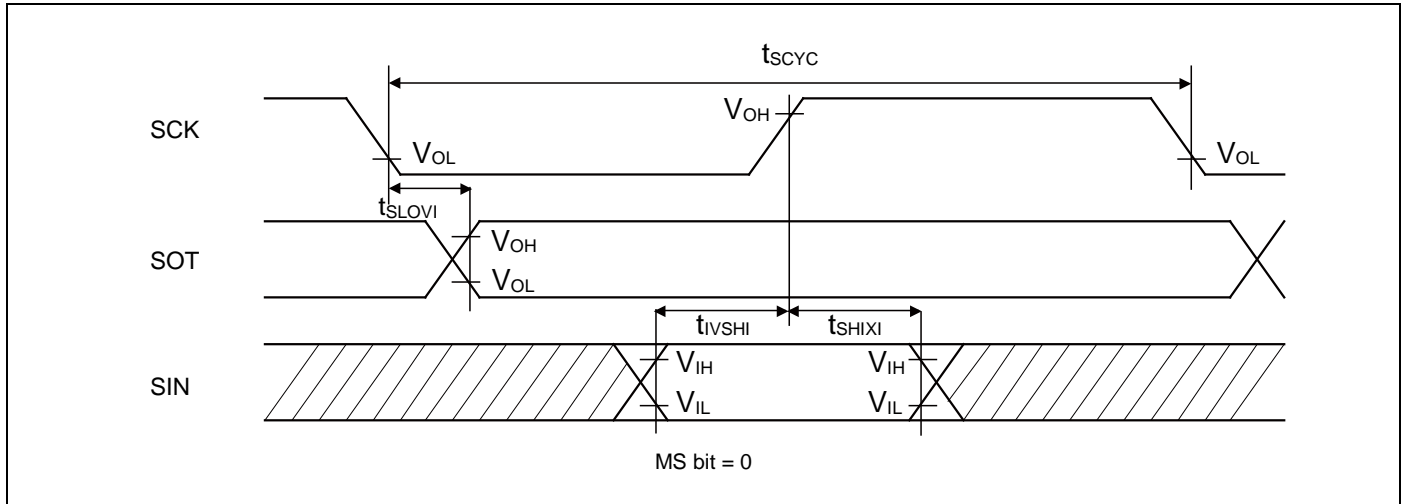 tSCYC
SCK
VOH
VOL
VOL
tSLOVI
SOT
VOH
VOL
tIVSHI
tSHIXI
SIN
VIH
VIH
VIL
VIL
MS bit = 0